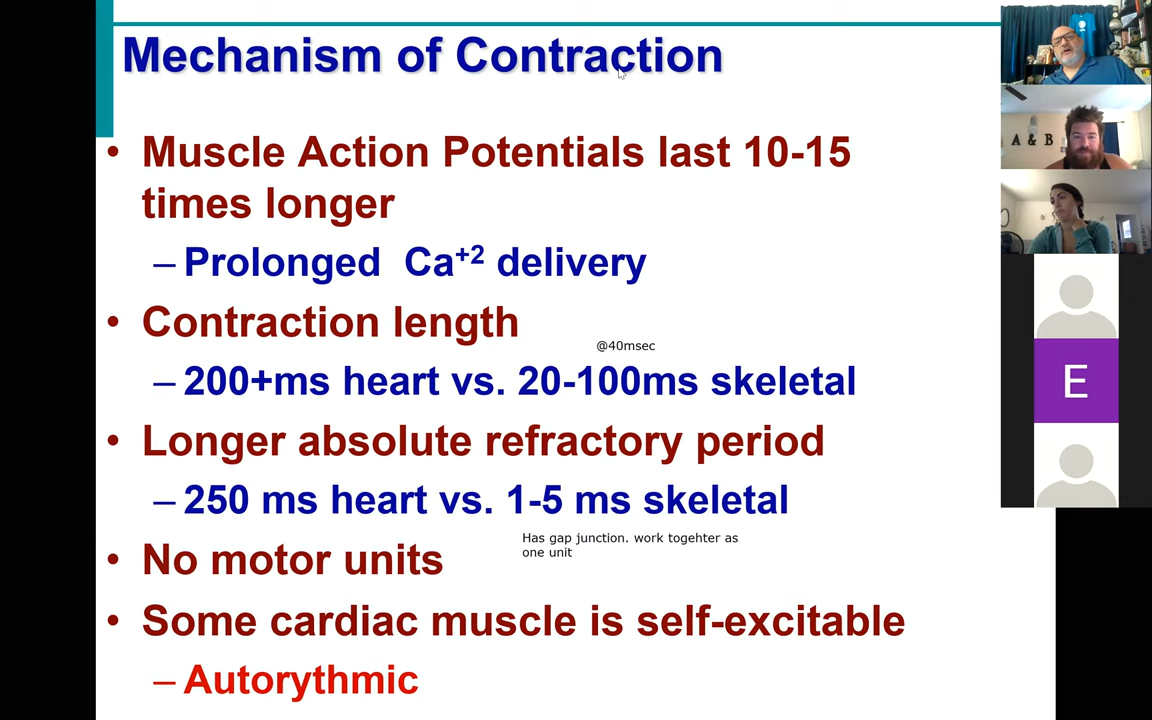 Mechanism of Contraction
• Muscle Action Potentials last 10-15
times longer
– Prolonged Ca+2 delivery
• Contraction length
@40msec
– 200+ms heart vs. 20-100ms skeletal
• Longer absolute refractory period
– 250 ms heart vs. 1-5 ms skeletal
Has gap junction. work togehter as
one unit
• No motor units
• Some cardiac muscle is self-excitable
– Autorythmic
A & B
E